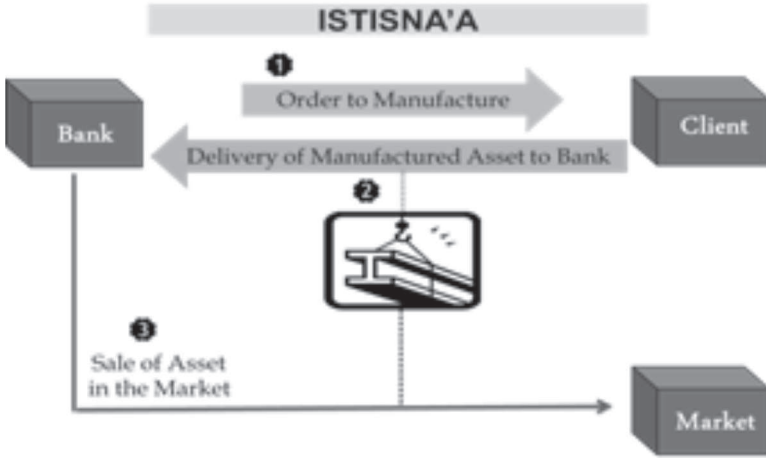 ISTISNA'A
1
Order to Manufacture
Bank
Client
Delivery of Manufactured Asset to Bank
2
3
Sale of Asset
in the Market
Market